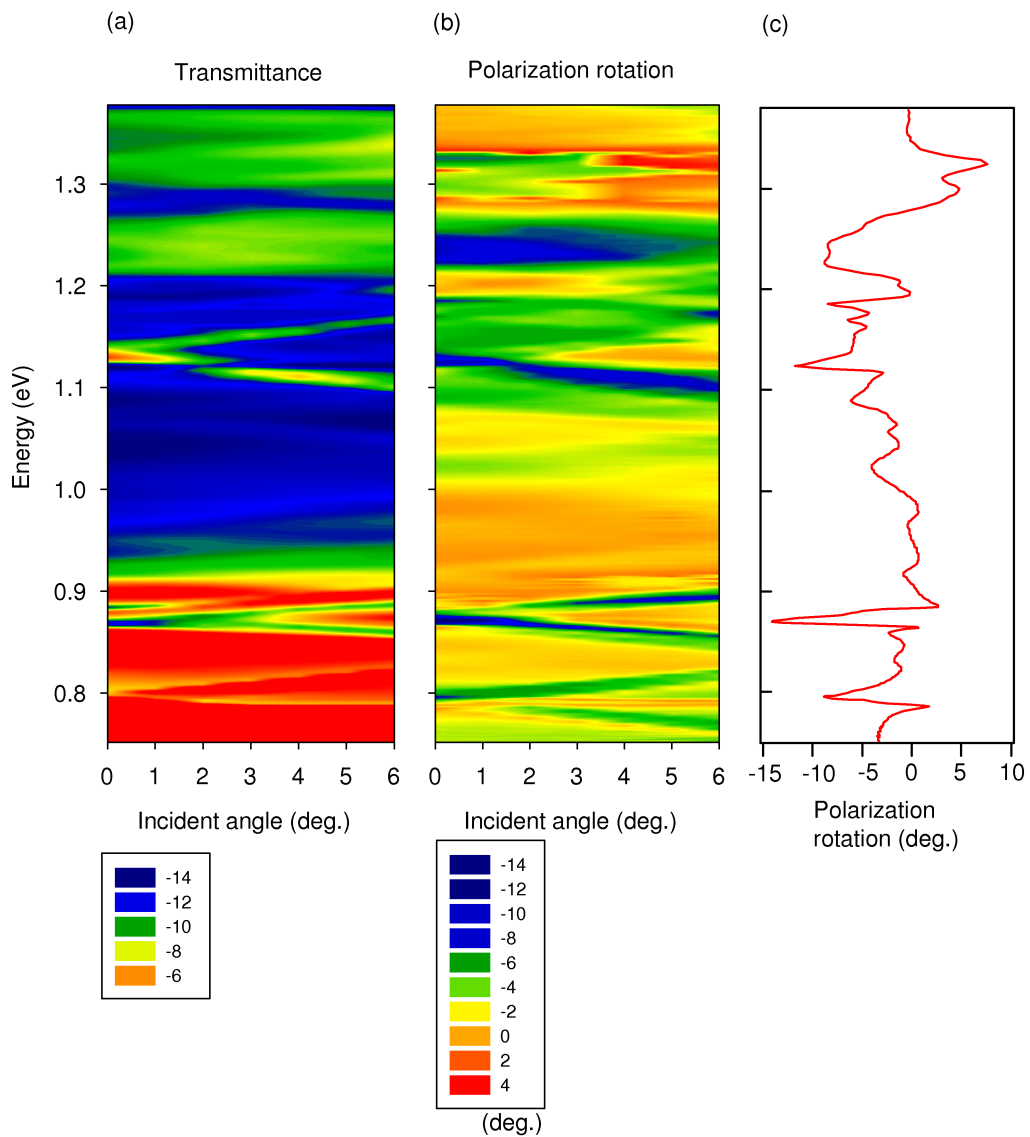 (a)
(b)
(c)
Transmittance
Polarization rotation
Energy (eV)
1.3
1.2
1.1
1.0
0.9
0.8
0 1 2 3 4 5 6
0 1 2 3 4 5 6
-15 -10 -5 0 5 10
Incident angle (deg.)
Incident angle (deg.)
Polarization
rotation (deg.)
-14
-12
-10
-8
-6
-14
-12
-10
-8
-6
-4
-2
0
2
4
(deg.)